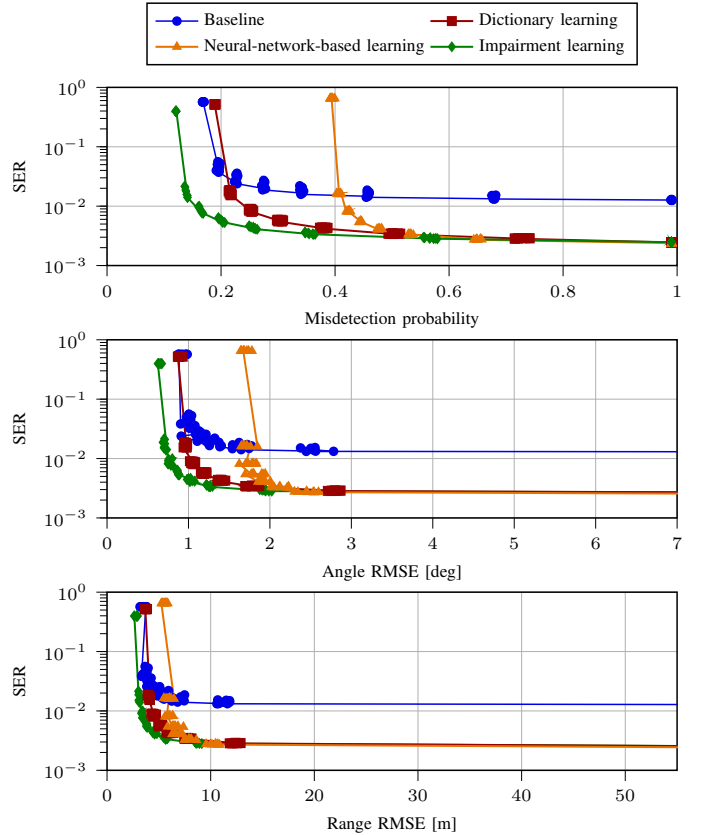 Baseline Dictionary learning
Neural-network-based learning Impairment learning
10^0
10^−1
10^−2
10^−3
SER
0 0.2 0.4 0.6 0.8 1
Misdetection probability
10^0
10^−1
10^−2
10^−3
SER
0 1 2 3 4 5 6 7
Angle RMSE [deg]
10^0
10^−1
10^−2
10^−3
SER
0 10 20 30 40 50
Range RMSE [m]